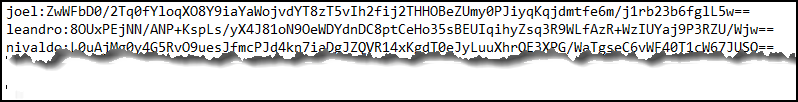 joel:ZwWFbD0/2Tq0fYloqXO8Y9iaYaWojvdYT8zT5vIh2fij2THHOBeZUmy0PJiyqKqjdmtfe6m/j1rb23b6fglL5w==
leandro:8OUxPEjNN/ANP+KspLs/yX4J81oN9OeWDYdnDC8ptCeHo35sBEUIqihyZsq3R9WLfAzR+WzIUYaj9P3RZU/Wjw==
nivaldo: